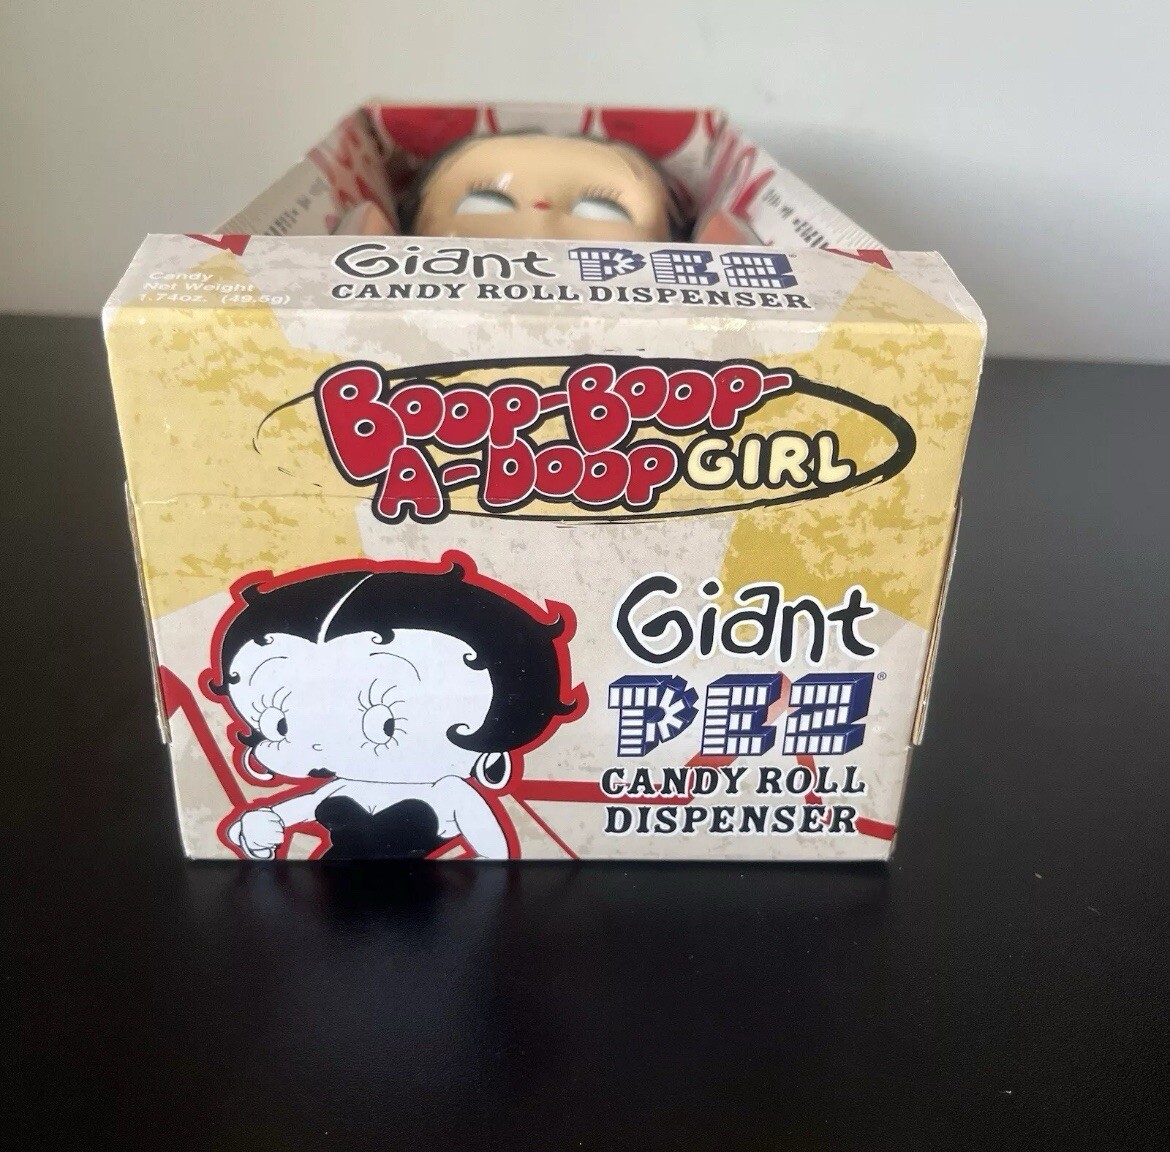 Candy
Net Weight
1.74oz. (49.5g)
Giant PEZ
CANDY ROLL DISPENSER
BOOP-BOOP-
A-DOOP GIRL
Giant
PEZ®
CANDY ROLL
DISPENSER